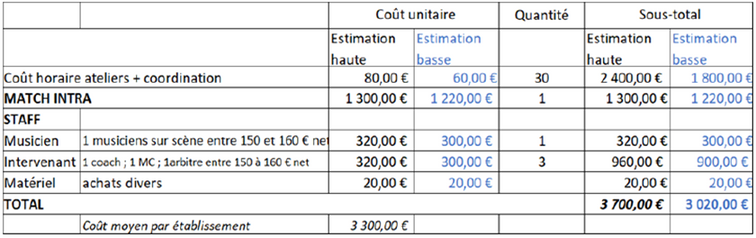 Coût unitaire Quantité Sous-total
Estimation haute Estimation basse Estimation haute Estimation basse
Coût horaire ateliers + coordination 80,00 € 60,00 € 30 2 400,00 € 1 800,00 €
MATCH INTRA 1 300,00 € 1 220,00 € 1 1 300,00 € 1 220,00 €
STAFF
Musicien 1 musiciens sur scène entre 150 et 160 € net 320,00 € 300,00 € 1 320,00 € 300,00 €
Intervenant 1 coach ; 1 MC ; 1arbitre entre 150 à 160 € net 320,00 € 300,00 € 3 960,00 € 900,00 €
Matériel achats divers 20,00 € 20,00 € 20,00 € 20,00 €
TOTAL 3 700,00 € 3 020,00 €
Coût moyen par établissement 3 300,00 €